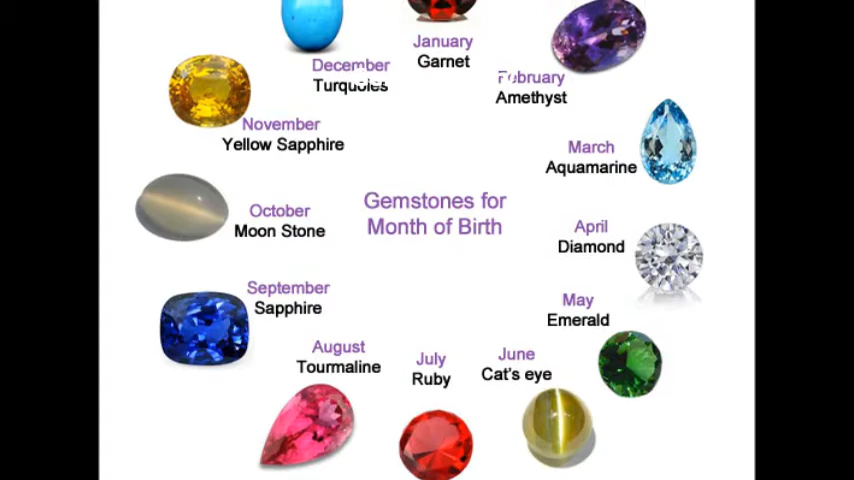 January
Garnet
February
Amethyst
March
Aquamarine
April
Diamond
May
Emerald
June
Cat's eye
July
Ruby
August
Tourmaline
September
Sapphire
October
Moon Stone
November
Yellow Sapphire
December
Turquoies
Gemstones for
Month of Birth